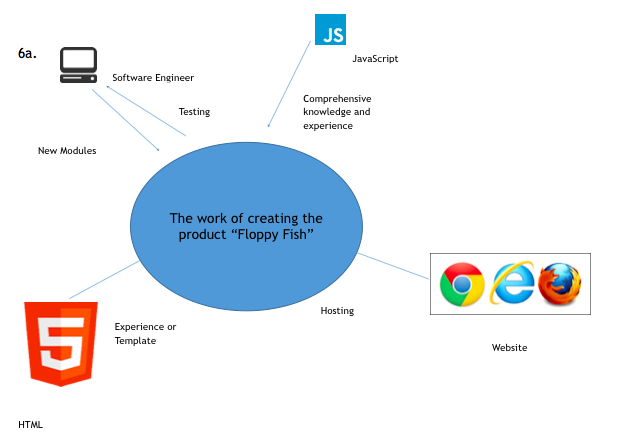 6a.
JS
JavaScript
Software Engineer
Comprehensive
knowledge and
experience
Testing
New Modules
The work of creating the
product “Floppy Fish”
Hosting
Experience or
Template
5
Website
HTML